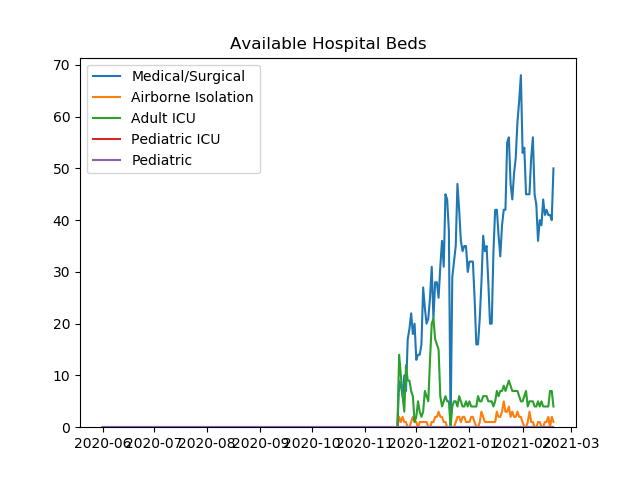 Available Hospital Beds
70
60
50
40
30
20
10
0
Medical/Surgical
Airborne Isolation
Adult ICU
Pediatric ICU
Pediatric
2020-06 2020-07 2020-08 2020-09 2020-10 2020-11 2020-12 2021-01 2021-02 2021-03